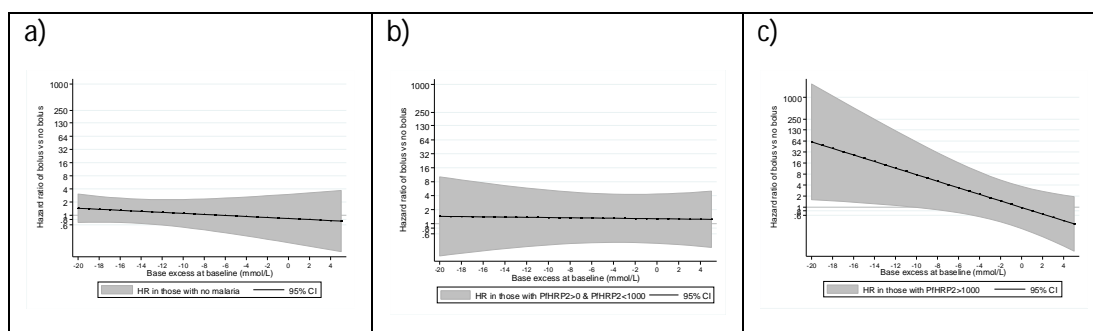 a)
Hazard ratio of bolus vs no bolus
1000
250
130
64
32
16
8
4
2
1
.8
.6
-20 -18 -16 -14 -12 -10 -8 -6 -4 -2 0 2 4
Base excess at baseline (mmol/L)
HR in those with no malaria 95% CI
b)
Hazard ratio of bolus vs no bolus
1000
250
130
64
32
16
8
4
2
1
.8
.6
-20 -18 -16 -14 -12 -10 -8 -6 -4 -2 0 2 4
Base excess at baseline (mmol/L)
HR in those with PfHRP2>0 & PfHRP2<1000 95% CI
c)
Hazard ratio of bolus vs no bolus
1000
250
130
64
32
16
8
4
2
1
.8
.6
-20 -18 -16 -14 -12 -10 -8 -6 -4 -2 0 2 4
Base excess at baseline (mmol/L)
HR in those with PfHRP2>1000 95% CI